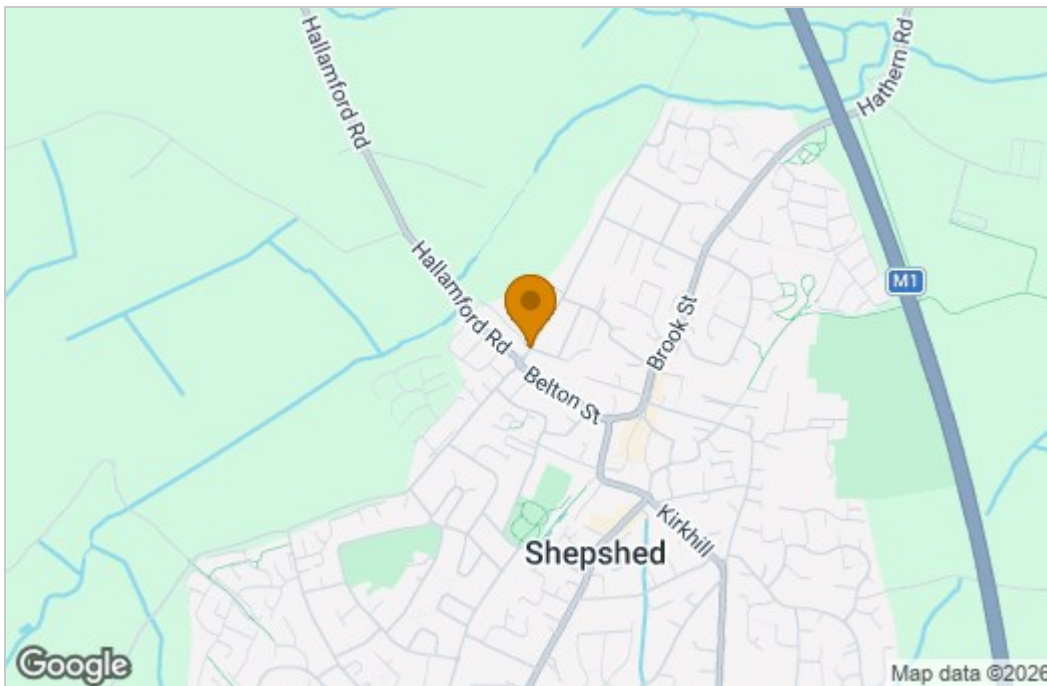 Hallamford Rd
Hathern Rd
Hallamford Rd
M1
Brook St
Belton St
Kirkhill
Shepshed
Google
Map data ©2026